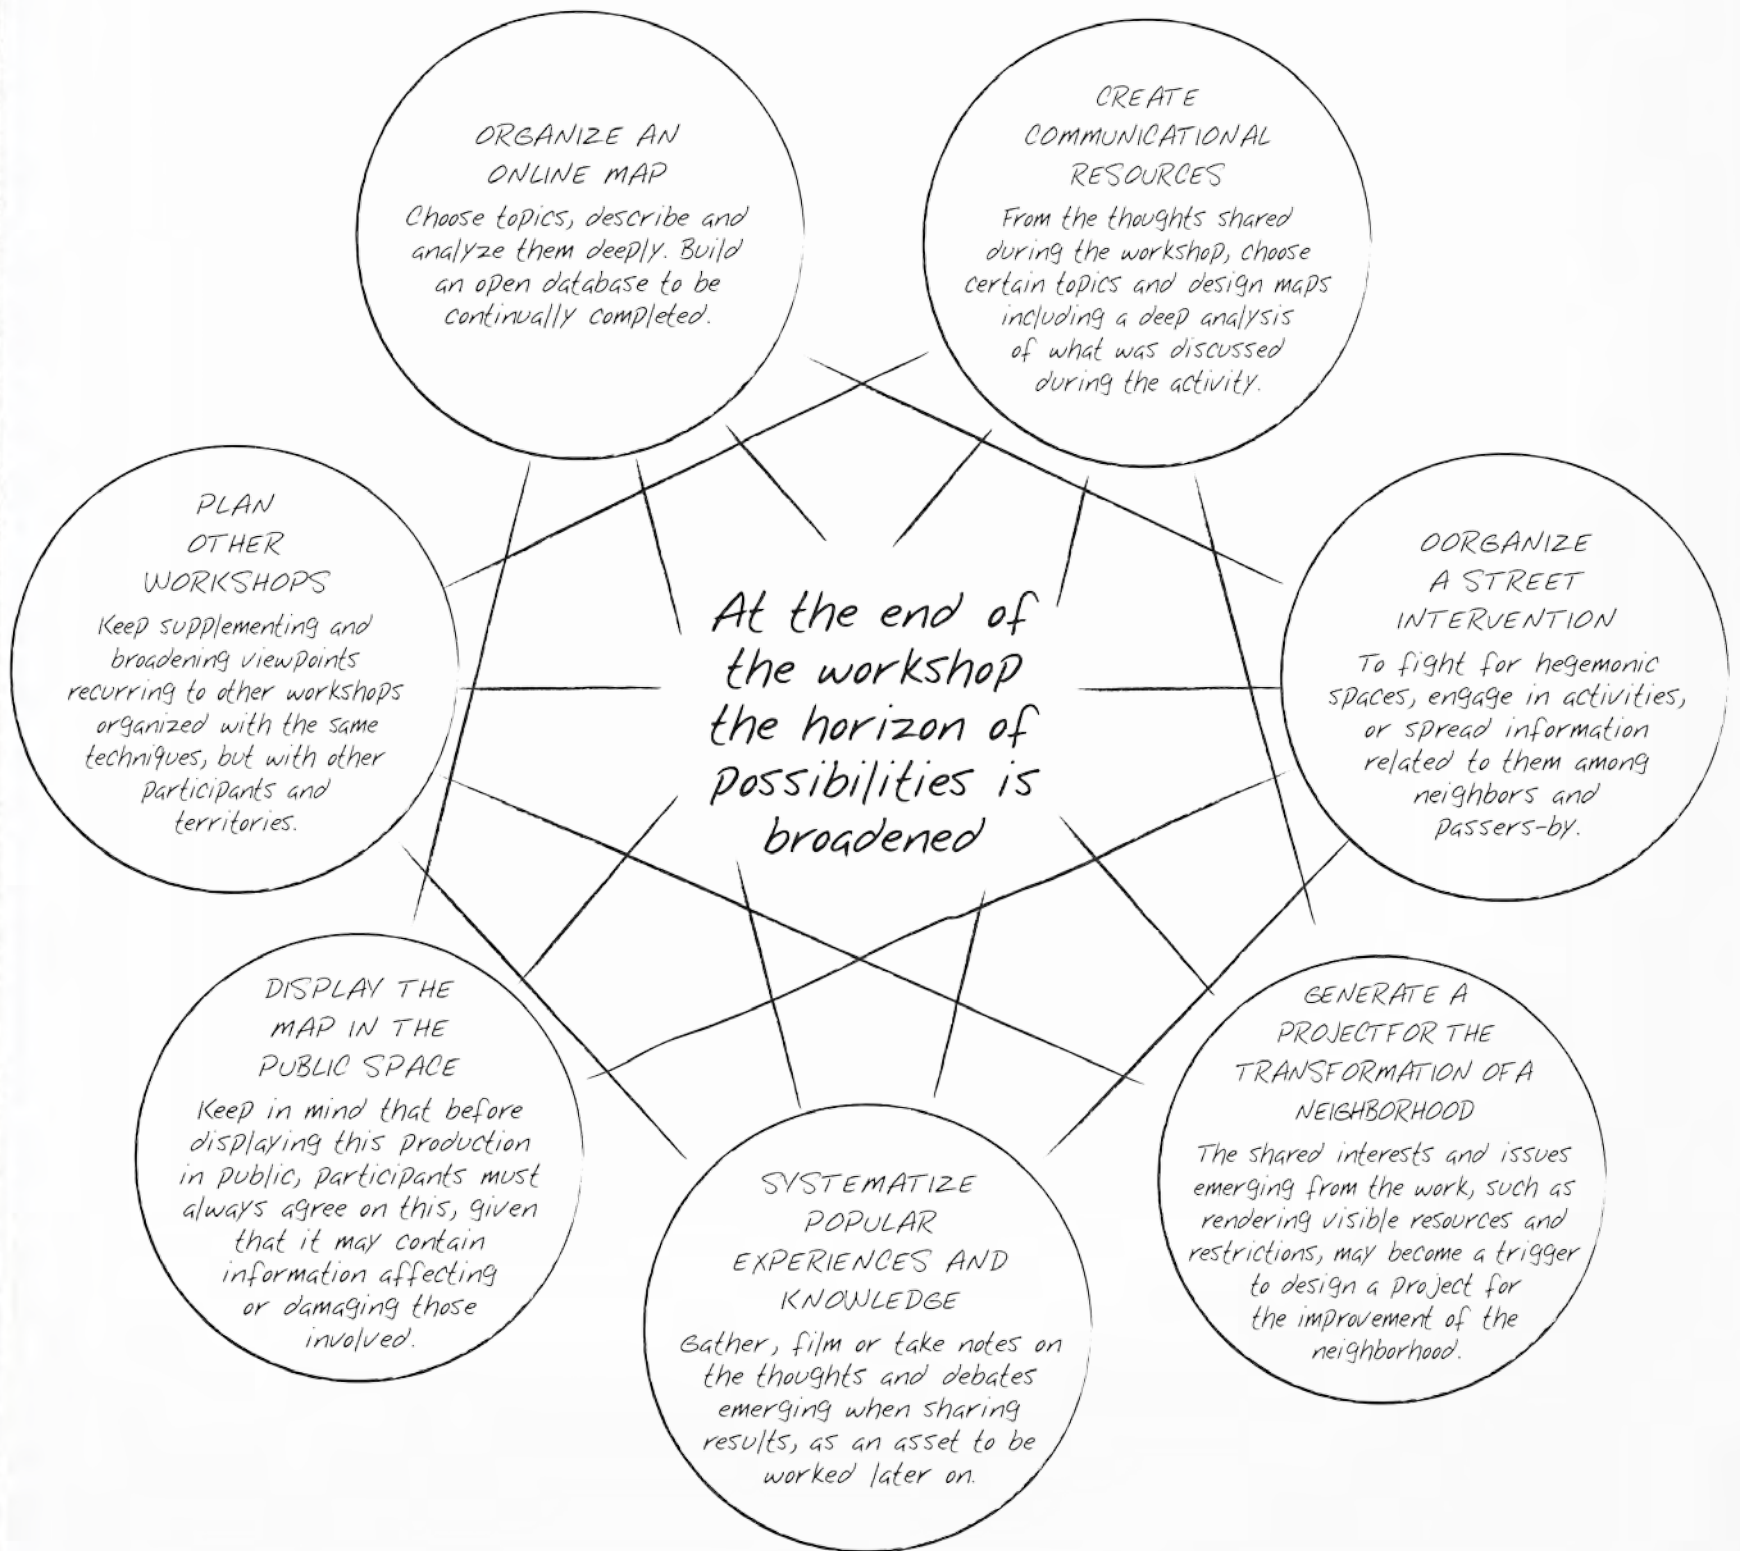 ORGANIZE AN
ONLINE MAP
Choose topics, describe and
analyze them deeply. Build
an open database to be
continually completed.
CREATE
COMMUNICATIONAL
RESOURCES
From the thoughts shared
during the workshop, choose
certain topics and design maps
including a deep analysis
of what was discussed
during the activity.
PLAN
OTHER
WORKSHOPS
Keep supplementing and
broadening viewpoints
recurring to other workshops
organized with the same
techniques, but with other
participants and
territories.
At the end of
the workshop
the horizon of
possibilities is
broadened
OORGANIZE
A STREET
INTERVENTION
To fight for hegemonic
spaces, engage in activities,
or spread information
related to them among
neighbors and
passers-by.
DISPLAY THE
MAP IN THE
PUBLIC SPACE
Keep in mind that before
displaying this production
in public, participants must
always agree on this, given
that it may contain
information affecting
or damaging those
involved.
SYSTEMATIZE
POPULAR
EXPERIENCES AND
KNOWLEDGE
Gather, film or take notes on
the thoughts and debates
emerging when sharing
results, as an asset to be
worked later on.
GENERATE A
PROJECTFOR THE
TRANSFORMATION OF A
NEIGHBORHOOD
The shared interests and issues
emerging from the work, such as
rendering visible resources and
restrictions, may become a trigger
to design a project for
the improvement of the
neighborhood.